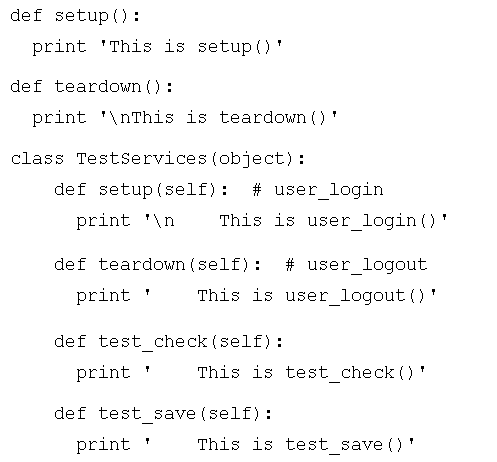 def setup():
  print 'This is setup()'
def teardown():
  print '\nThis is teardown()'
class TestServices(object):
    def setup(self):  # user_login
      print '\n    This is user_login()'
    def teardown(self):  # user_logout
      print '    This is user_logout()'
    def test_check(self):
      print '    This is test_check()'
    def test_save(self):
      print '    This is test_save()'